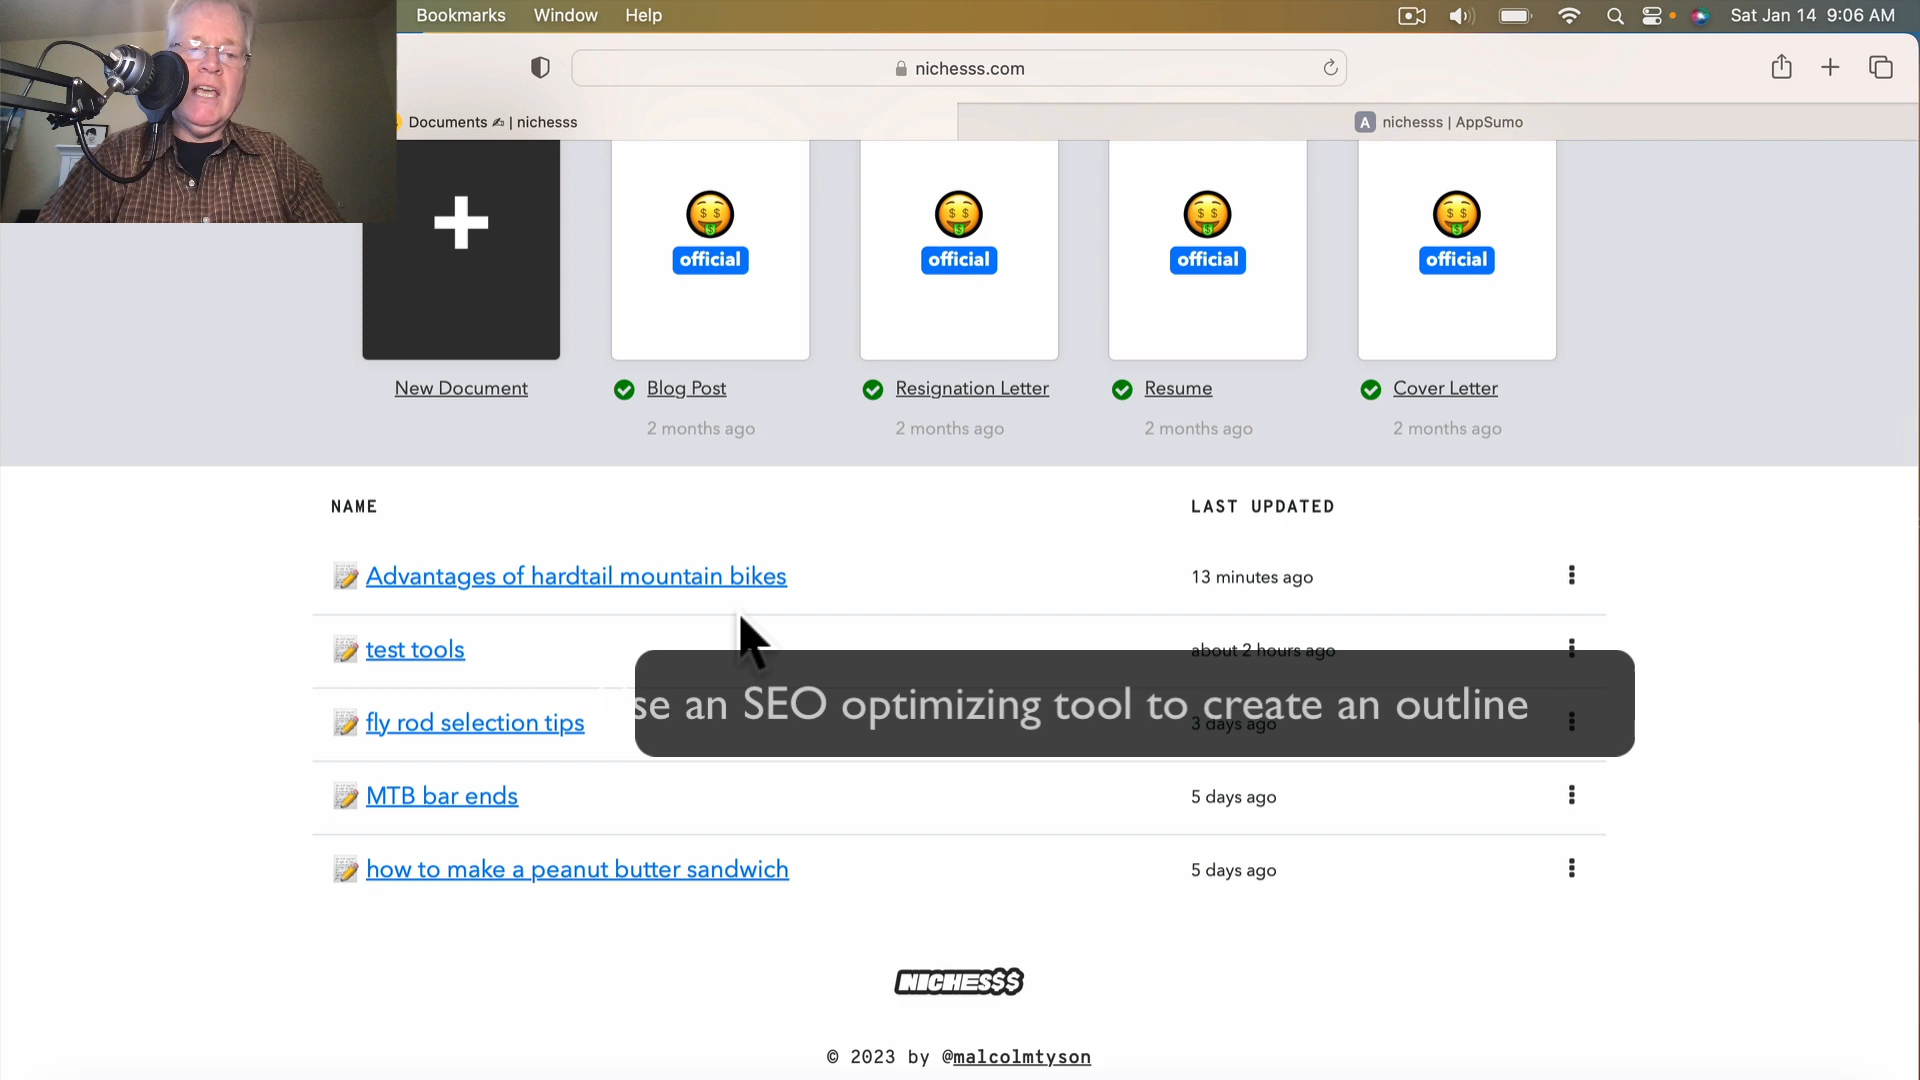 Bookmarks Window Help
Sat Jan 14 9:06 AM
nichesss.com
Documents ✍ | nichesss
A nichesss | AppSumo
official official official official
New Document Blog Post Resignation Letter Resume Cover Letter
2 months ago 2 months ago 2 months ago 2 months ago
NAME LAST UPDATED
Advantages of hardtail mountain bikes 13 minutes ago
test tools about 2 hours ago
Use an SEO optimizing tool to create an outline
fly rod selection tips 3 days ago
MTB bar ends 5 days ago
how to make a peanut butter sandwich 5 days ago
NICHES$$
© 2023 by @malcolmtyson